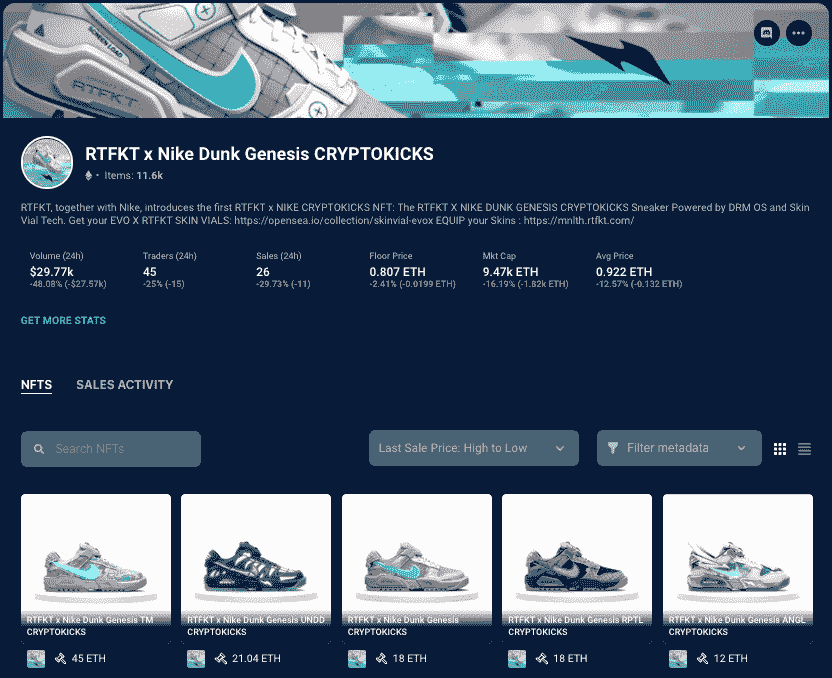 RTFKT
RTFKT x Nike Dunk Genesis CRYPTOKICKS
• Items: 11.6k
RTFKT, together with Nike, introduces the first RTFKT x NIKE CRYPTOKICKS NFT: The RTFKT X NIKE DUNK GENESIS CRYPTOKICKS Sneaker Powered by DRM OS and Skin
Vial Tech. Get your EVO X RTFKT SKIN VIALS: https://opensea.io/collection/skinvial-evox EQUIP your Skins : https://mnlth.rtfkt.com/
Volume (24h) Traders (24h) Sales (24h) Floor Price Mkt Cap Avg Price
$29.77k 45 26 0.807 ETH 9.47k ETH 0.922 ETH
-48.08% (-$27.57k) -25% (-15) -29.73% (-11) -2.41% (-0.0199 ETH) -16.19% (-1.82k ETH) -12.57% (-0.132 ETH)
GET MORE STATS
NFTS SALES ACTIVITY
Search NFTs Last Sale Price: High to Low Filter metadata
RTFKT x Nike Dunk Genesis TM RTFKT x Nike Dunk Genesis UNDD RTFKT x Nike Dunk Genesis RTFKT x Nike Dunk Genesis RPTL RTFKT x Nike Dunk Genesis ANGL
CRYPTOKICKS CRYPTOKICKS CRYPTOKICKS CRYPTOKICKS CRYPTOKICKS
45 ETH 21.04 ETH 18 ETH 18 ETH 12 ETH